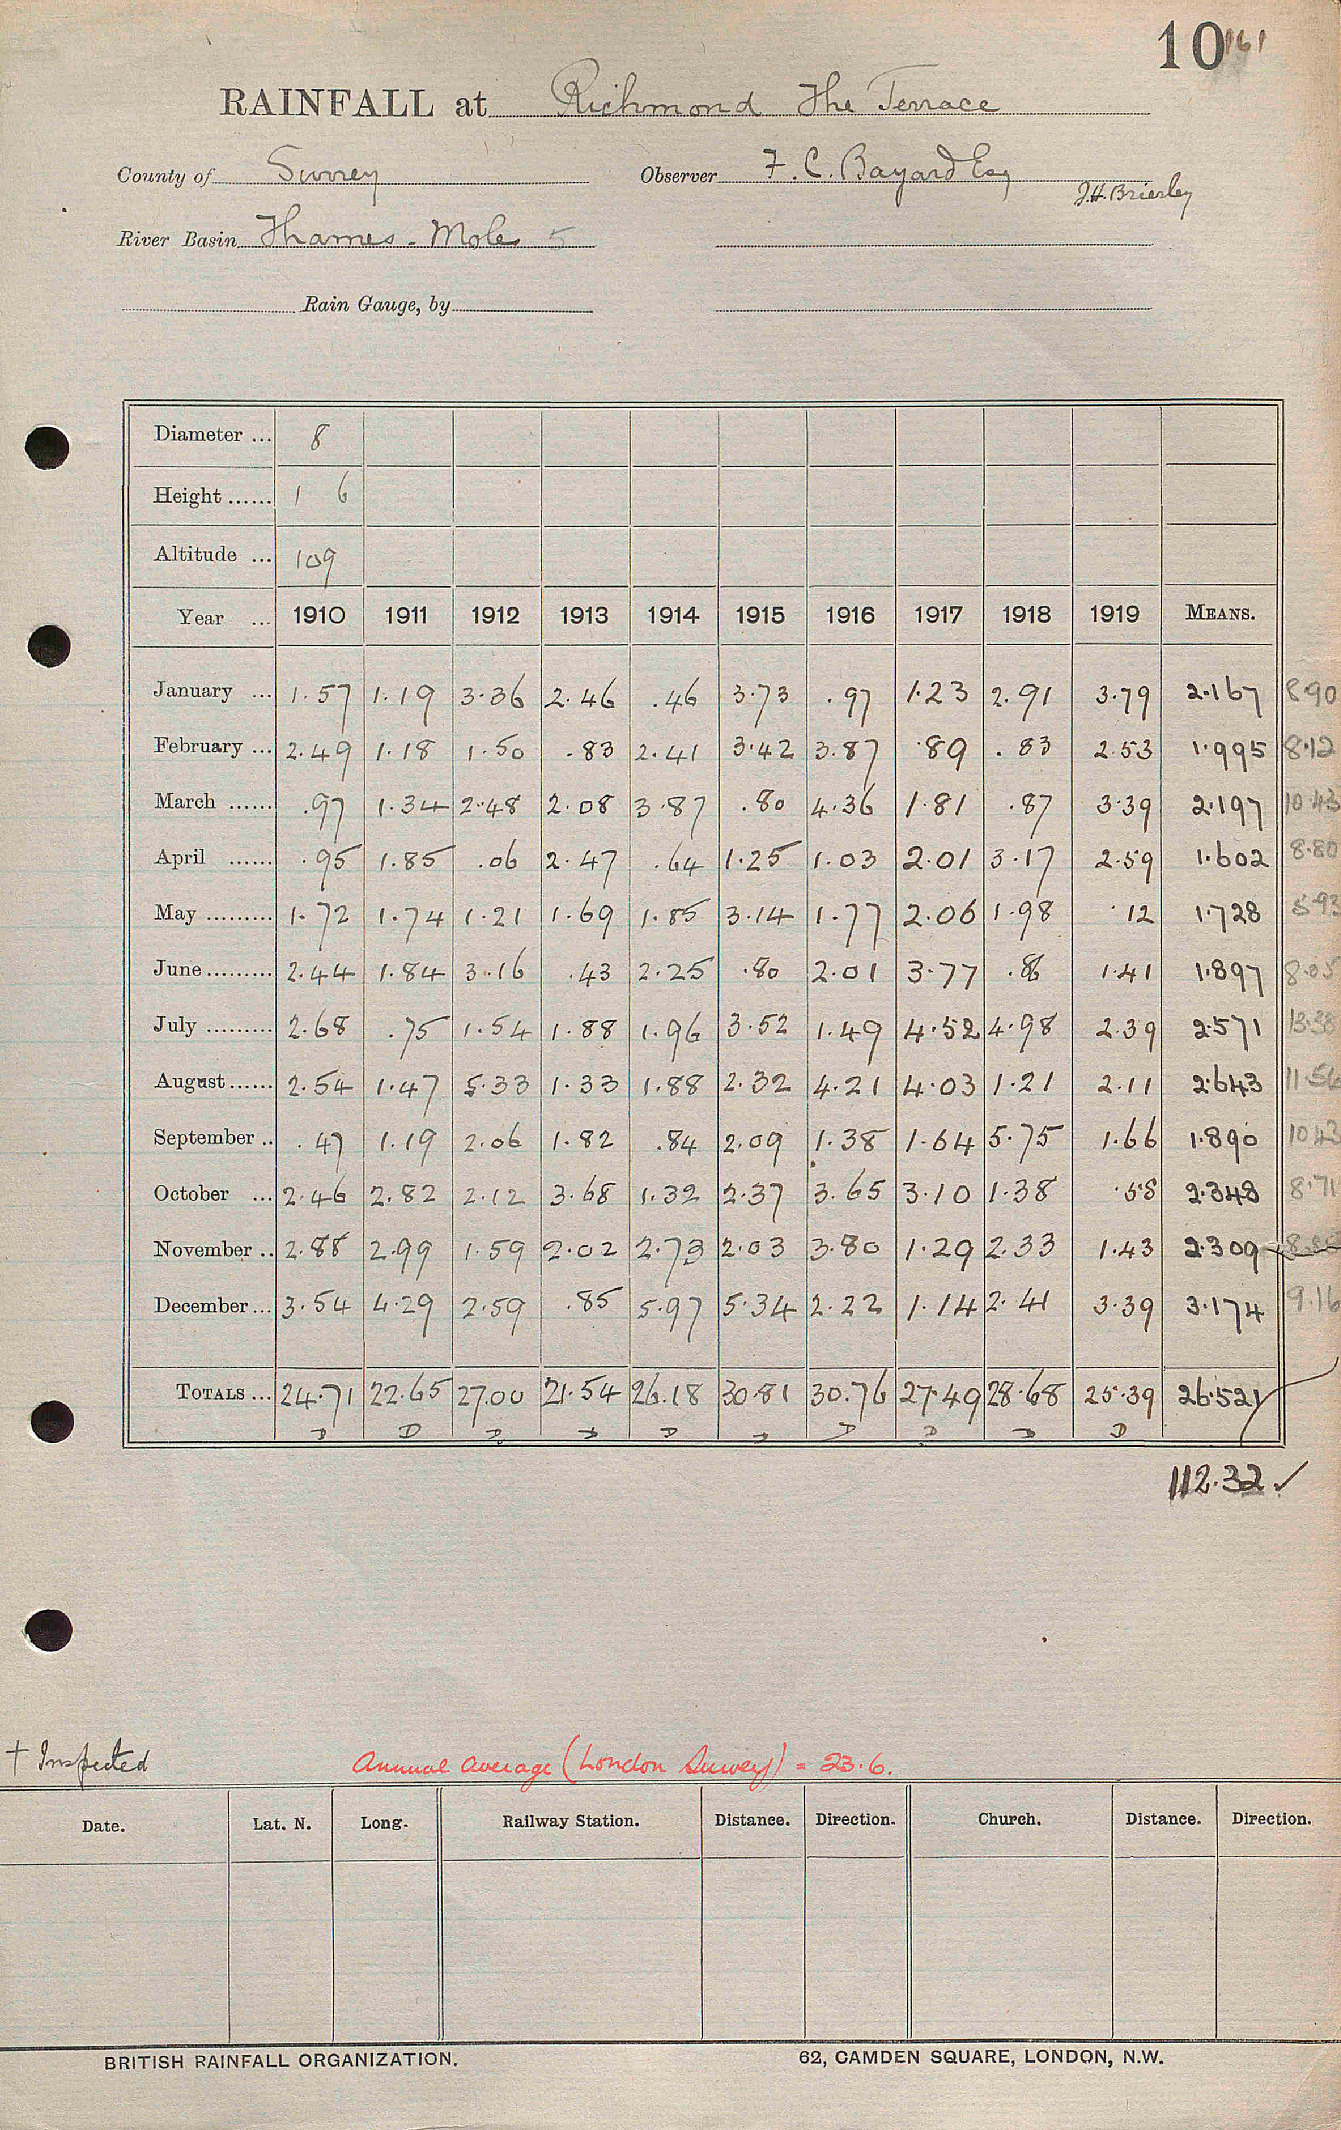 10 161
RAINFALL at Richmond The Terrace
County of Surrey Observer F. C. Bayard Esq
J.H. Brierley
River Basin Thames - Mole 5
Rain Gauge, by
Diameter ... 8
Height ...... 1 6
Altitude ... 109
Year ... 1910 1911 1912 1913 1914 1915 1916 1917 1918 1919 MEANS.
January ... 1.57 1.19 3.36 2.46 .46 3.73 .97 1.23 2.91 3.79 2.167 8.90
February ... 2.49 1.18 1.50 .83 2.41 3.42 3.87 .89 .83 2.53 1.995 8.12
March ...... .97 1.34 2.48 2.08 3.87 .80 4.36 1.81 .87 3.39 2.197 10.43
April ...... .95 1.85 .06 2.47 .64 1.25 1.03 2.01 3.17 2.59 1.602 8.80
May ......... 1.72 1.74 1.21 1.69 1.85 3.14 1.77 2.06 1.98 .12 1.728 5.93
June ......... 2.44 1.84 3.16 .43 2.25 .80 2.01 3.77 .86 1.41 1.897 8.05
July ......... 2.68 .75 1.54 1.88 1.96 3.52 1.49 4.52 4.98 2.39 2.571 13.38
August ...... 2.54 1.47 5.33 1.33 1.88 2.32 4.21 4.03 1.21 2.11 2.643 11.54
September .. .47 1.19 2.06 1.82 .84 2.09 1.38 1.64 5.75 1.66 1.890 10.43
October ... 2.46 2.82 2.12 3.68 1.32 2.37 3.65 3.10 1.38 .58 2.348 8.71
November .. 2.88 2.99 1.59 2.02 2.73 2.03 3.80 1.29 2.33 1.43 2.309
December ... 3.54 4.29 2.59 .85 5.97 5.34 2.22 1.14 2.41 3.39 3.174 9.16
TOTALS ... 24.71 22.65 27.00 21.54 26.18 30.81 30.76 27.49 28.68 25.39 26.521
D D D D D D D D D D
112.32 ✓
† Inspected
Annual average (London Survey) = 23.6.
Date. Lat. N. Long. Railway Station. Distance. Direction. Church. Distance. Direction.
BRITISH RAINFALL ORGANIZATION. 62, CAMDEN SQUARE, LONDON, N.W.